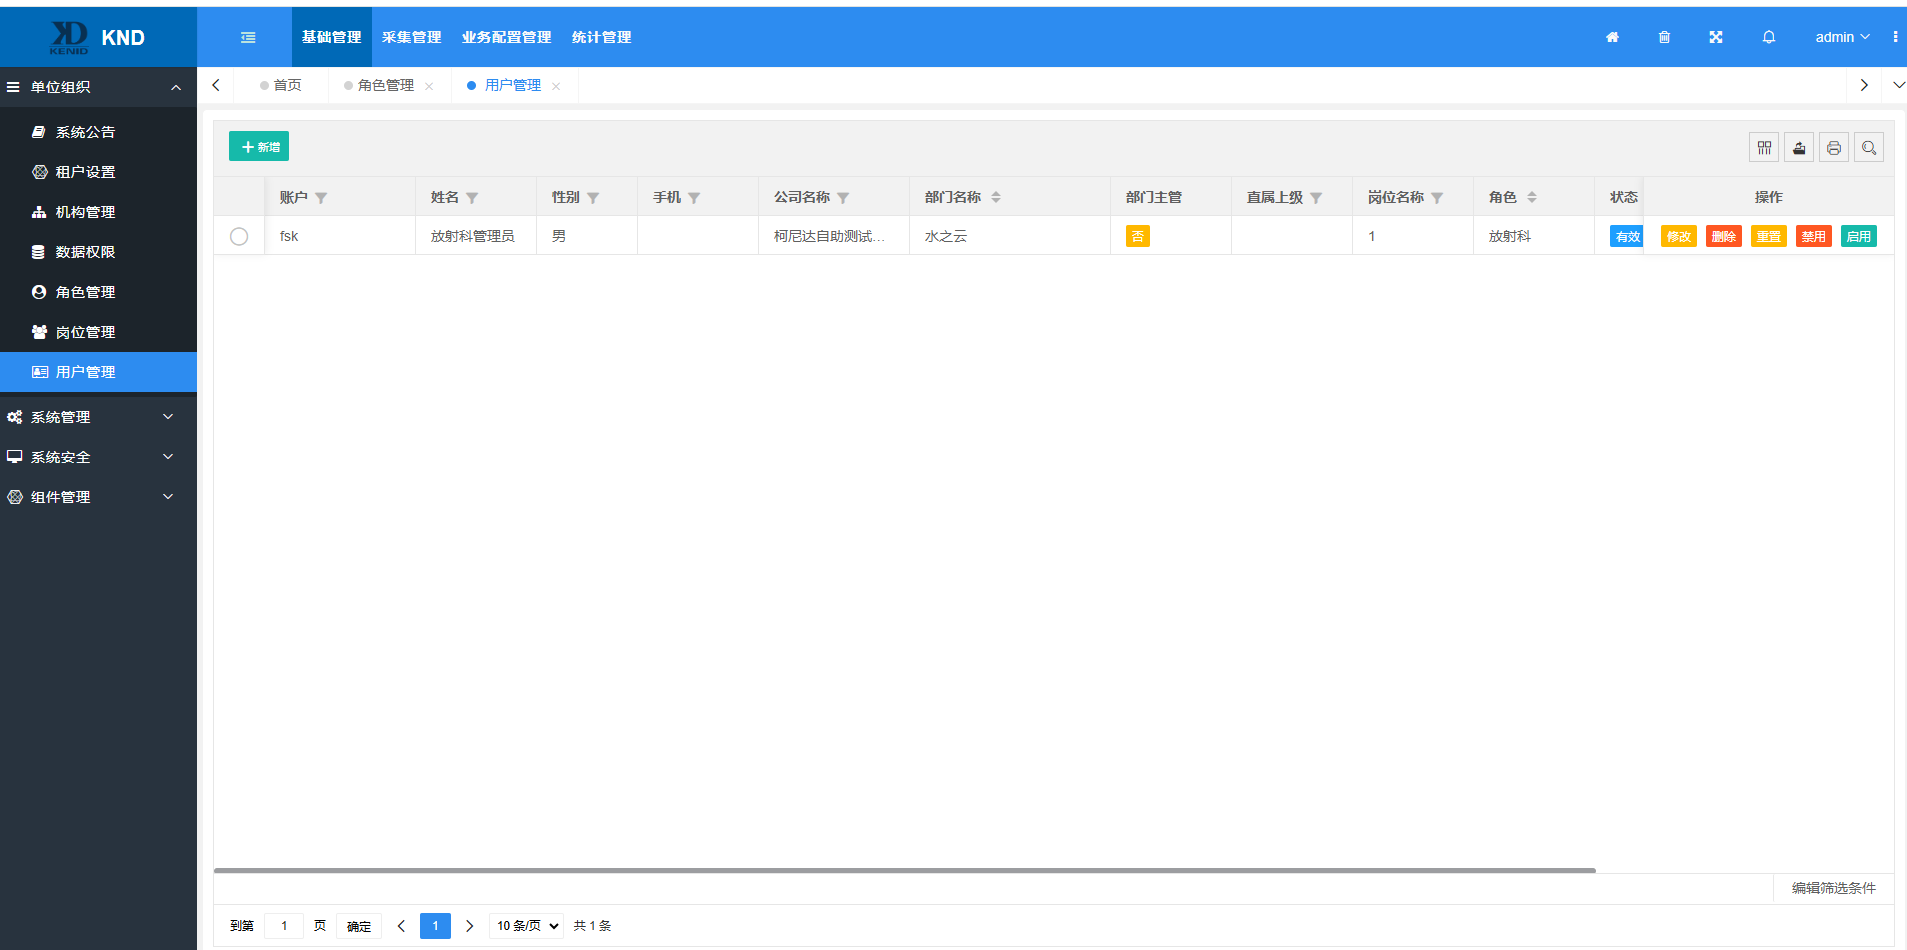 KENID KND 基础管理 采集管理 业务配置管理 统计管理 admin
单位组织
系统公告
租户设置
机构管理
数据权限
角色管理
岗位管理
用户管理
系统管理
系统安全
组件管理
首页 角色管理 用户管理
新增
账户 姓名 性别 手机 公司名称 部门名称 部门主管 直属上级 岗位名称 角色 状态 操作
fsk 放射科管理员 男 柯尼达自助测试... 水之云 否 1 放射科 有效 修改 删除 重置 禁用 启用
编辑筛选条件
到第 1 页 确定 1 10 条/页 共 1 条